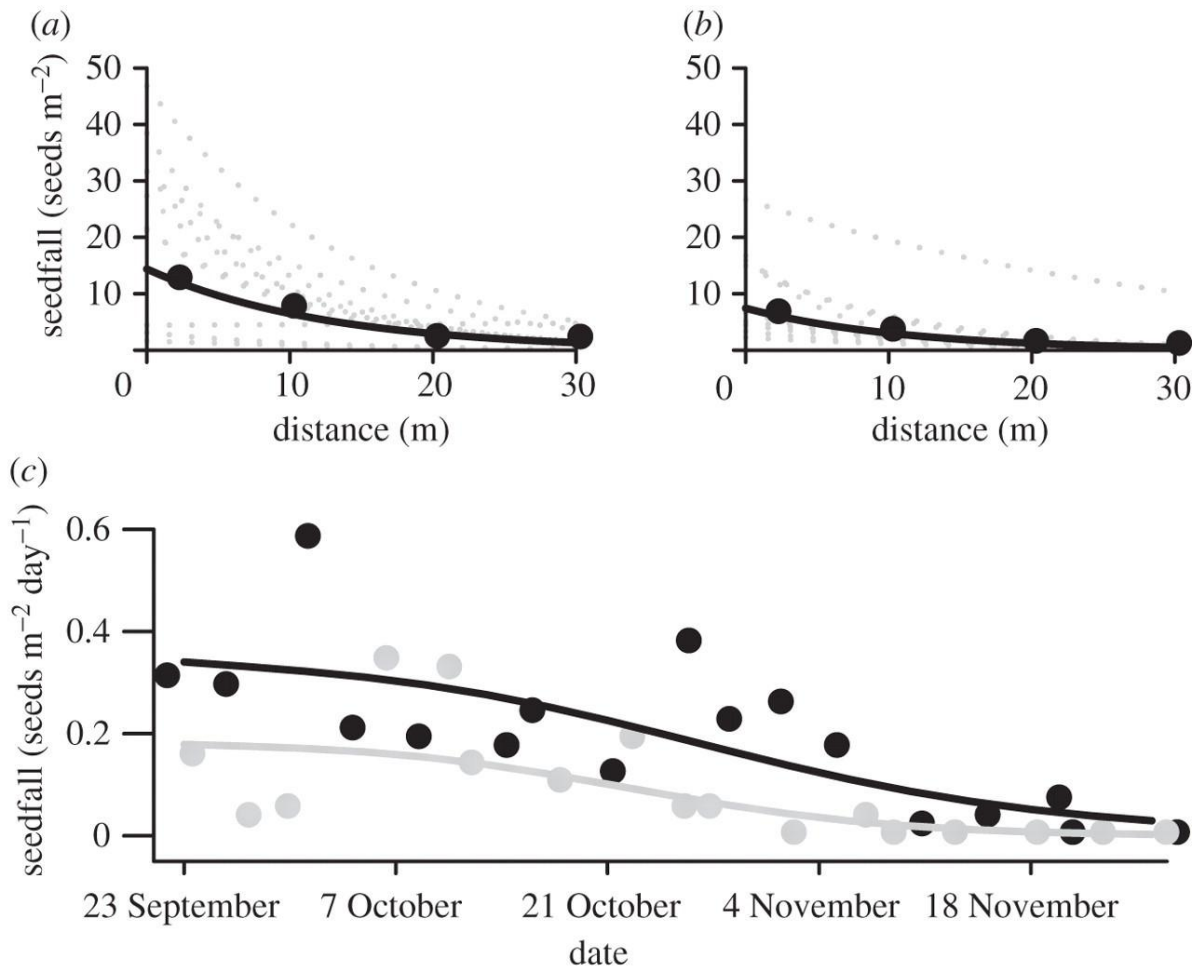 (a)
(b)
seedfall (seeds m−2)
50
40
30
20
10
0
10
20
30
distance (m)
50
40
30
20
10
0
10
20
30
distance (m)
(c)
seedfall (seeds m−2 day−1)
0.6
0.4
0.2
0
23 September
7 October
21 October
4 November
18 November
date